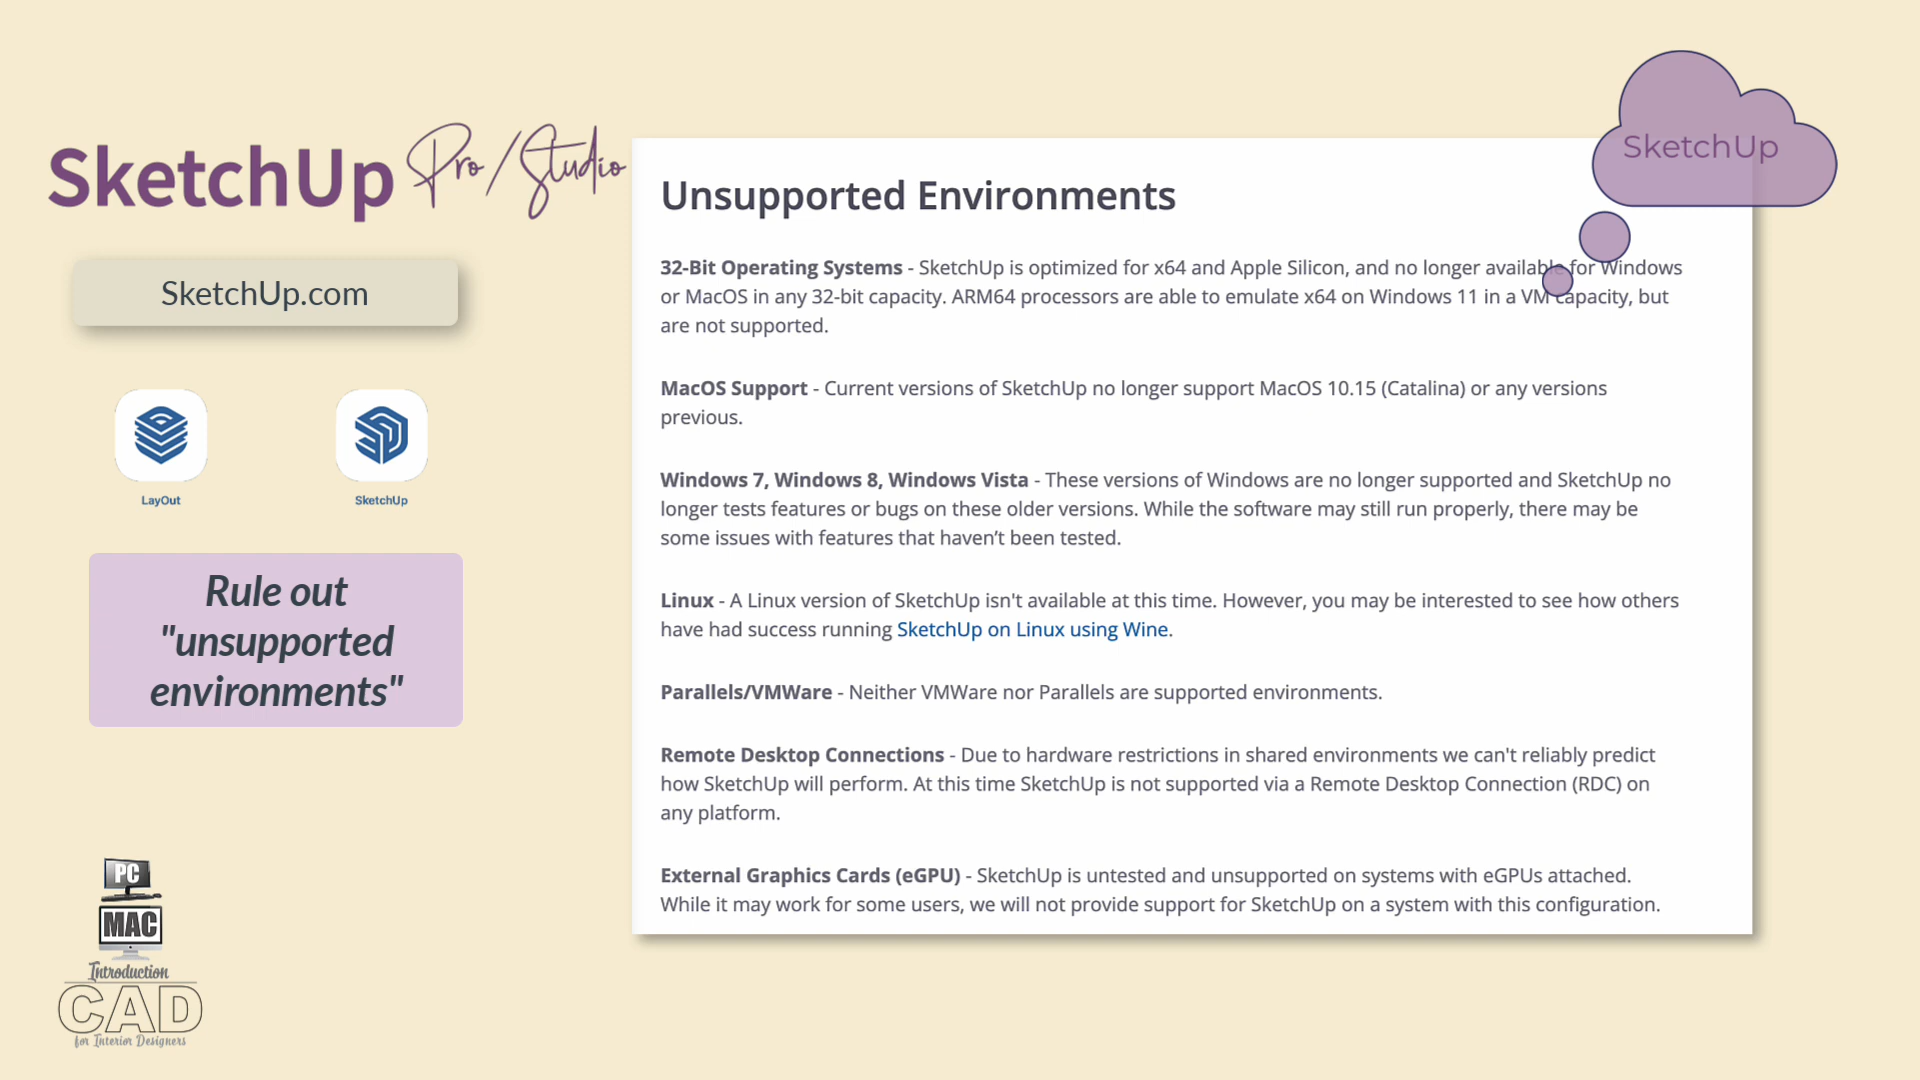 SketchUp Pro/Studio
SketchUp.com
LayOut
SketchUp
Rule out
"unsupported
environments"
PC
MAC
Introduction
CAD
for Interior Designers
SketchUp
Unsupported Environments
32-Bit Operating Systems - SketchUp is optimized for x64 and Apple Silicon, and no longer available for Windows
or MacOS in any 32-bit capacity. ARM64 processors are able to emulate x64 on Windows 11 in a VM capacity, but
are not supported.
MacOS Support - Current versions of SketchUp no longer support MacOS 10.15 (Catalina) or any versions
previous.
Windows 7, Windows 8, Windows Vista - These versions of Windows are no longer supported and SketchUp no
longer tests features or bugs on these older versions. While the software may still run properly, there may be
some issues with features that haven’t been tested.
Linux - A Linux version of SketchUp isn't available at this time. However, you may be interested to see how others
have had success running SketchUp on Linux using Wine.
Parallels/VMWare - Neither VMWare nor Parallels are supported environments.
Remote Desktop Connections - Due to hardware restrictions in shared environments we can't reliably predict
how SketchUp will perform. At this time SketchUp is not supported via a Remote Desktop Connection (RDC) on
any platform.
External Graphics Cards (eGPU) - SketchUp is untested and unsupported on systems with eGPUs attached.
While it may work for some users, we will not provide support for SketchUp on a system with this configuration.